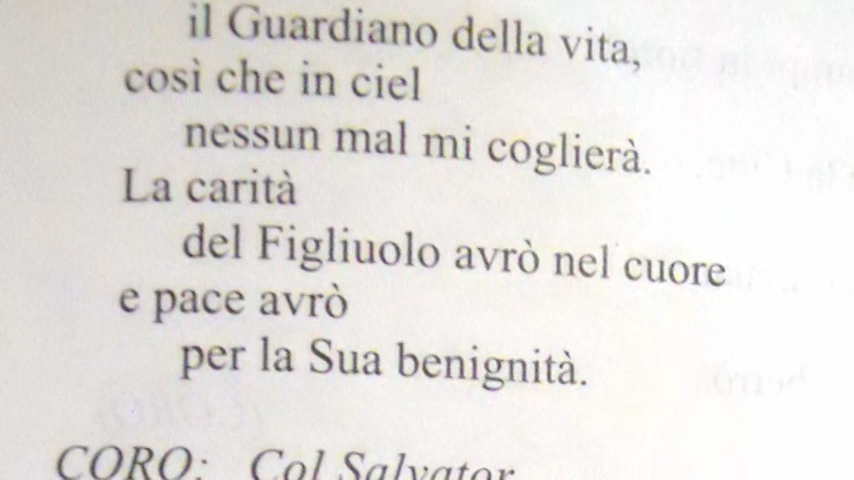 il Guardiano della vita,
così che in ciel
nessun mal mi coglierà.
La carità
del Figliuolo avrò nel cuore
e pace avrò
per la Sua benignità.
CORO: Col Salvator